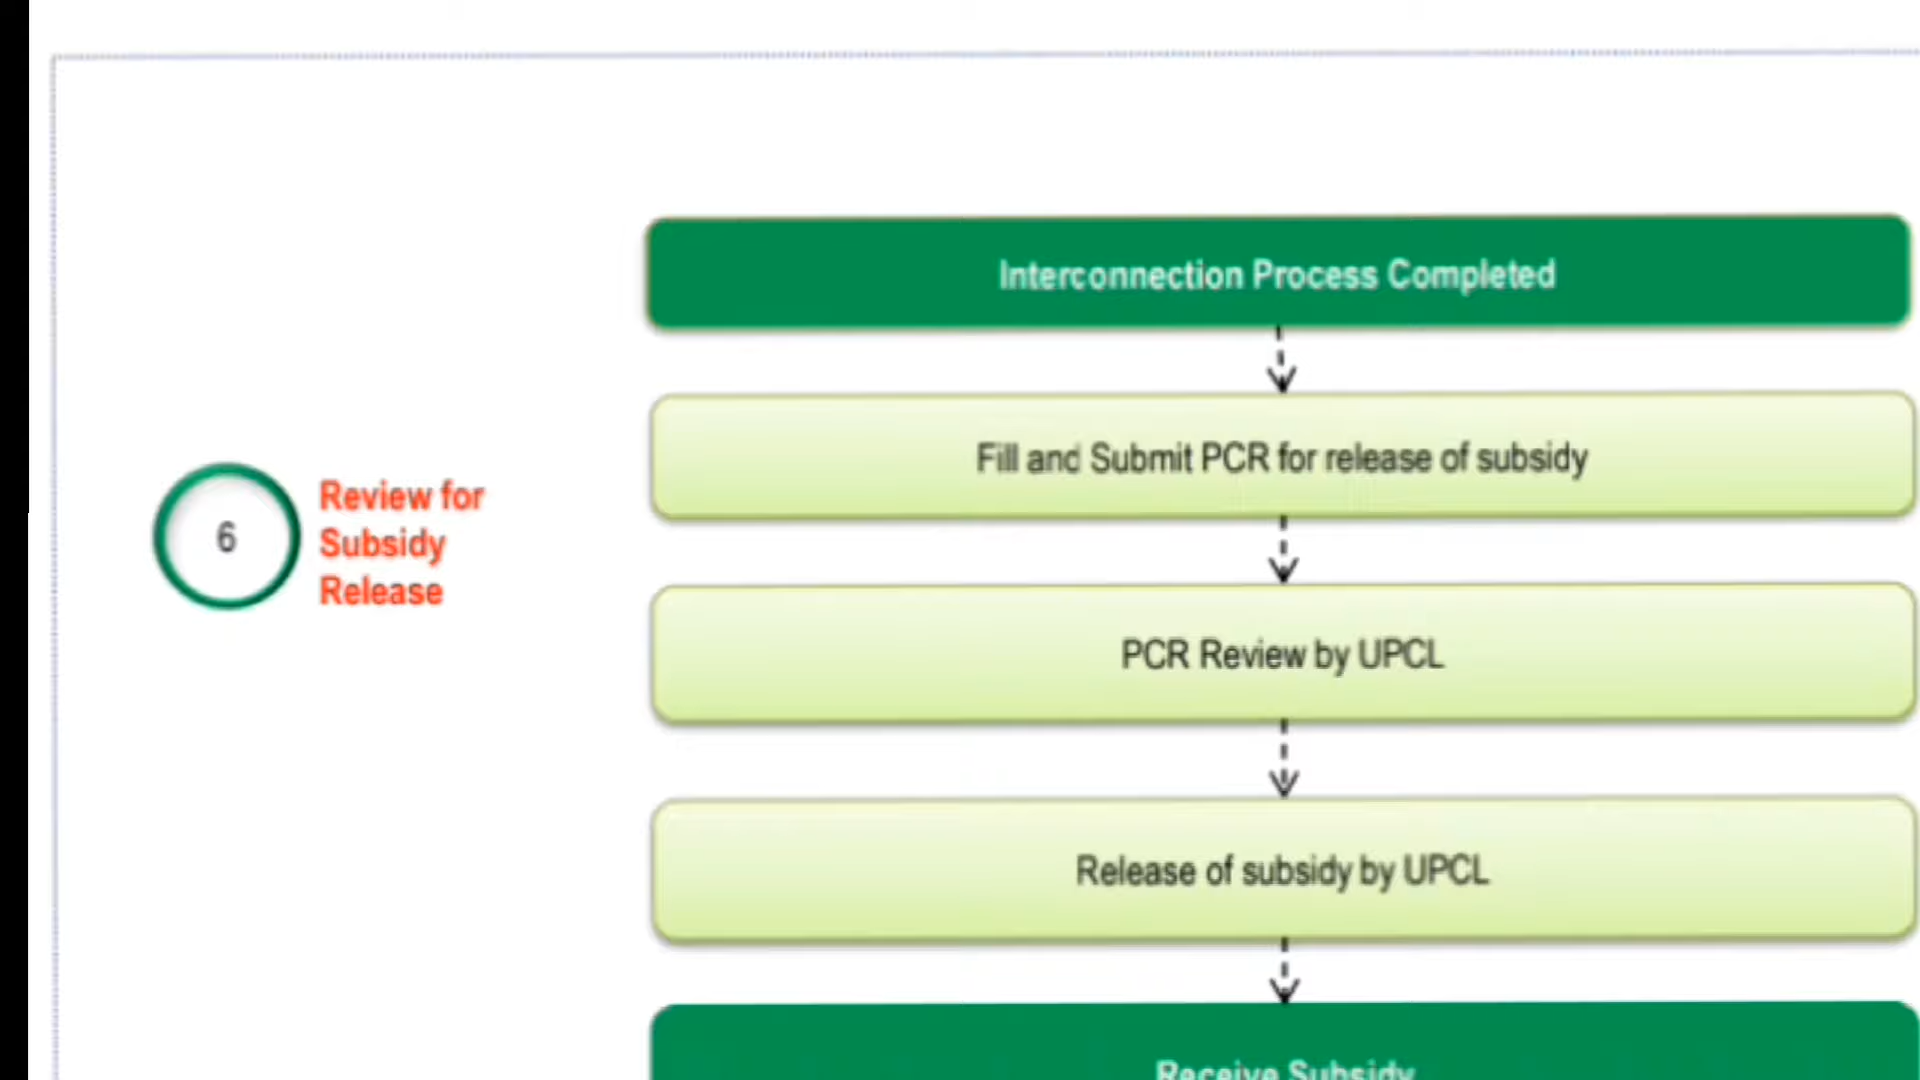 Interconnection Process Completed
Fill and Submit PCR for release of subsidy
6
Review for
Subsidy
Release
PCR Review by UPCL
Release of subsidy by UPCL
Receive Subsidy